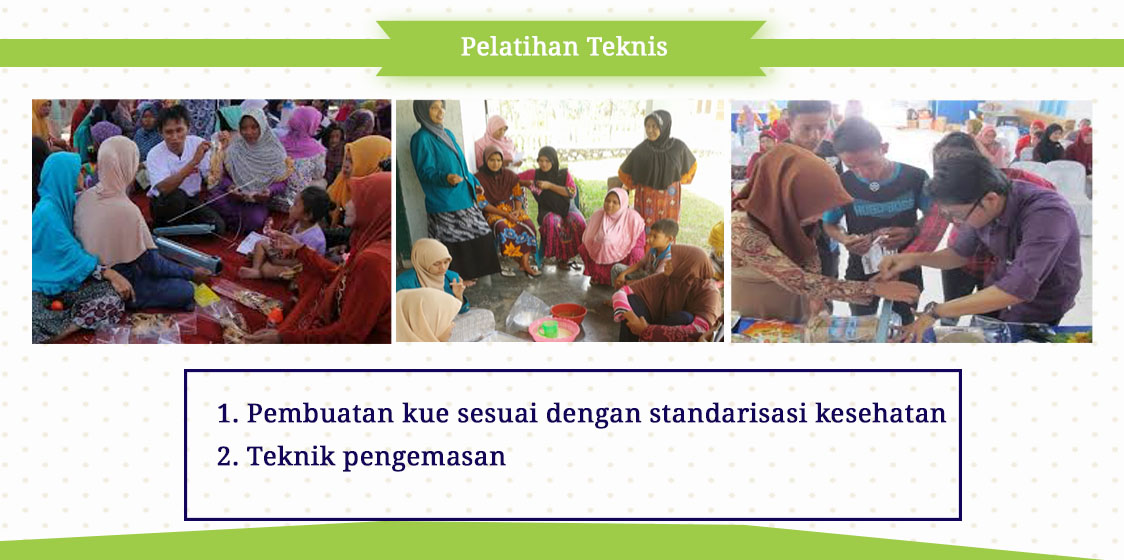 Pelatihan Teknis
1. Pembuatan kue sesuai dengan standarisasi kesehatan
2. Teknik pengemasan